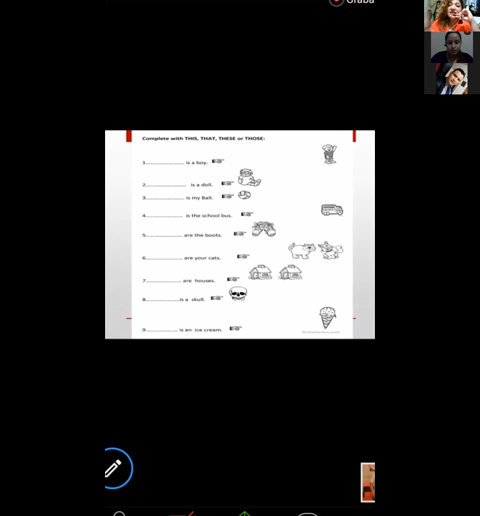 Graba
Complete with THIS, THAT, THESE or THOSE:
1.................... is a boy.
2.................... is a doll.
3.................... is my Ball.
4.................... is the school bus.
5.................... are the boots.
6.................... are your cats.
7.................... are houses.
8..................is a skull.
9.................. is an ice cream.